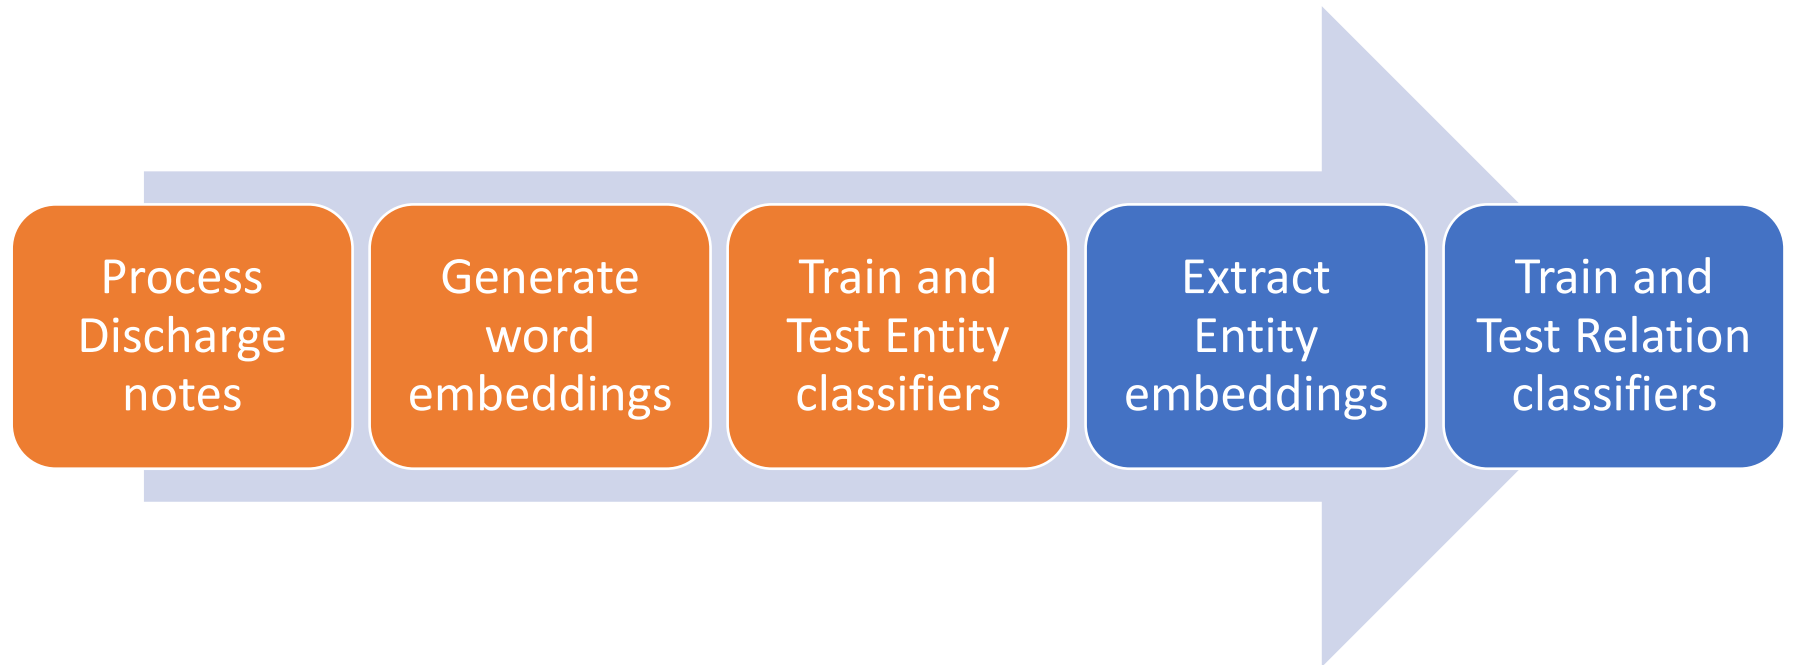 Process
Discharge
notes
Generate
word
embeddings
Train and
Test Entity
classifiers
Extract
Entity
embeddings
Train and
Test Relation
classifiers